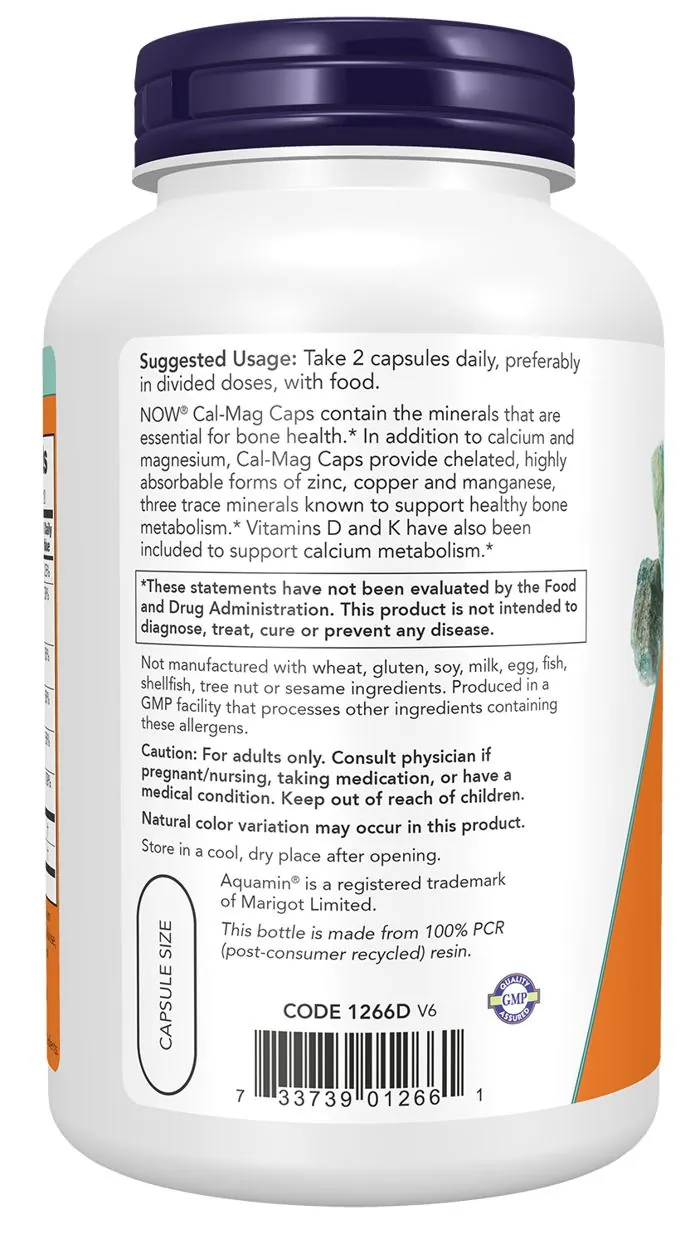 Suggested Usage: Take 2 capsules daily, preferably
in divided doses, with food.
NOW® Cal-Mag Caps contain the minerals that are
essential for bone health.* In addition to calcium and
magnesium, Cal-Mag Caps provide chelated, highly
absorbable forms of zinc, copper and manganese,
three trace minerals known to support healthy bone
metabolism.* Vitamins D and K have also been
included to support calcium metabolism.*
*These statements have not been evaluated by the Food
and Drug Administration. This product is not intended to
diagnose, treat, cure or prevent any disease.
Not manufactured with wheat, gluten, soy, milk, egg, fish,
shellfish, tree nut or sesame ingredients. Produced in a
GMP facility that processes other ingredients containing
these allergens.
Caution: For adults only. Consult physician if
pregnant/nursing, taking medication, or have a
medical condition. Keep out of reach of children.
Natural color variation may occur in this product.
Store in a cool, dry place after opening.
CAPSULE SIZE
Aquamin® is a registered trademark
of Marigot Limited.
This bottle is made from 100% PCR
(post-consumer recycled) resin.
QUALITY
GMP
ASSURED
CODE 1266D V6
7 33739 01266 1